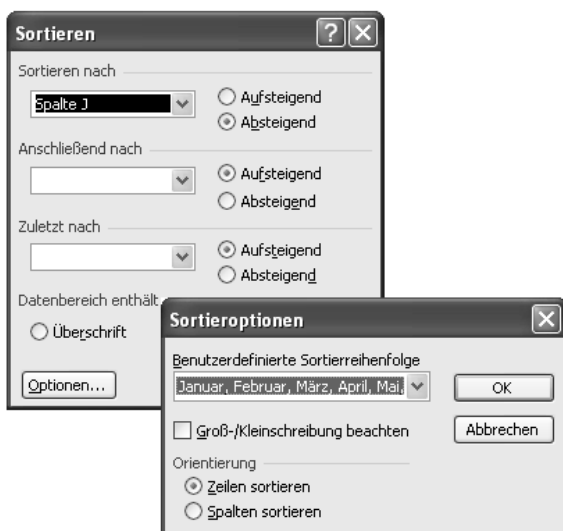 Sortieren
Sortieren nach
Spalte J
Aufsteigend
Absteigend
Anschließend nach
Aufsteigend
Absteigend
Zuletzt nach
Aufsteigend
Absteigend
Datenbereich enthält
Überschrift
Optionen...
Sortieroptionen
Benutzerdefinierte Sortierreihenfolge
Januar, Februar, März, April, Mai,
OK
Groß-/Kleinschreibung beachten
Abbrechen
Orientierung
Zeilen sortieren
Spalten sortieren